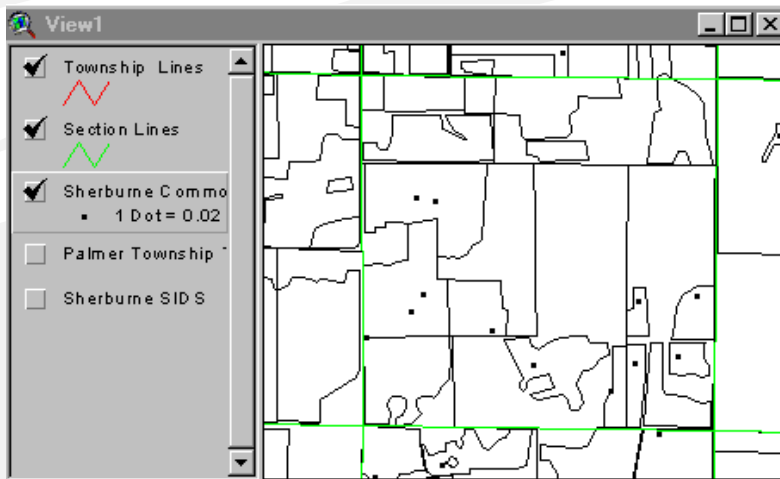 View1
Township Lines
Section Lines
Sherburne Commo
1 Dot = 0.02
Palmer Township
Sherburne SIDS